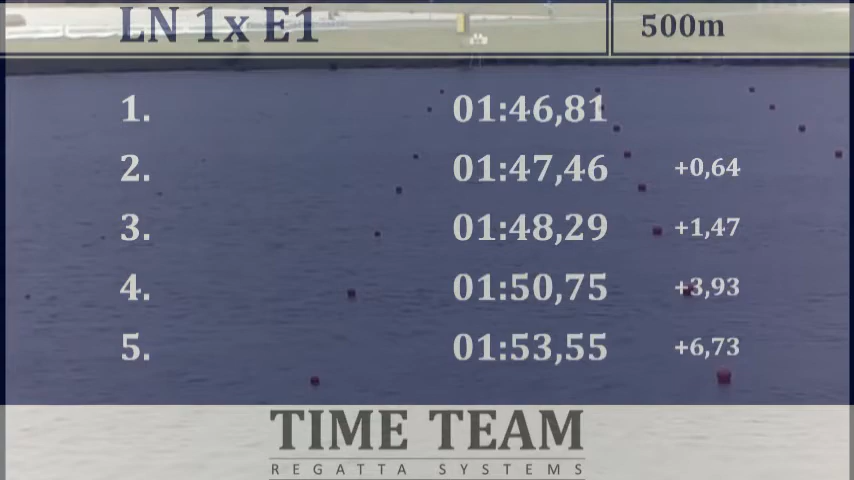 LN 1x E1 500m
1. 01:46,81
2. 01:47,46 +0,64
3. 01:48,29 +1,47
4. 01:50,75 +3,93
5. 01:53,55 +6,73
TIME TEAM
REGATTA SYSTEMS